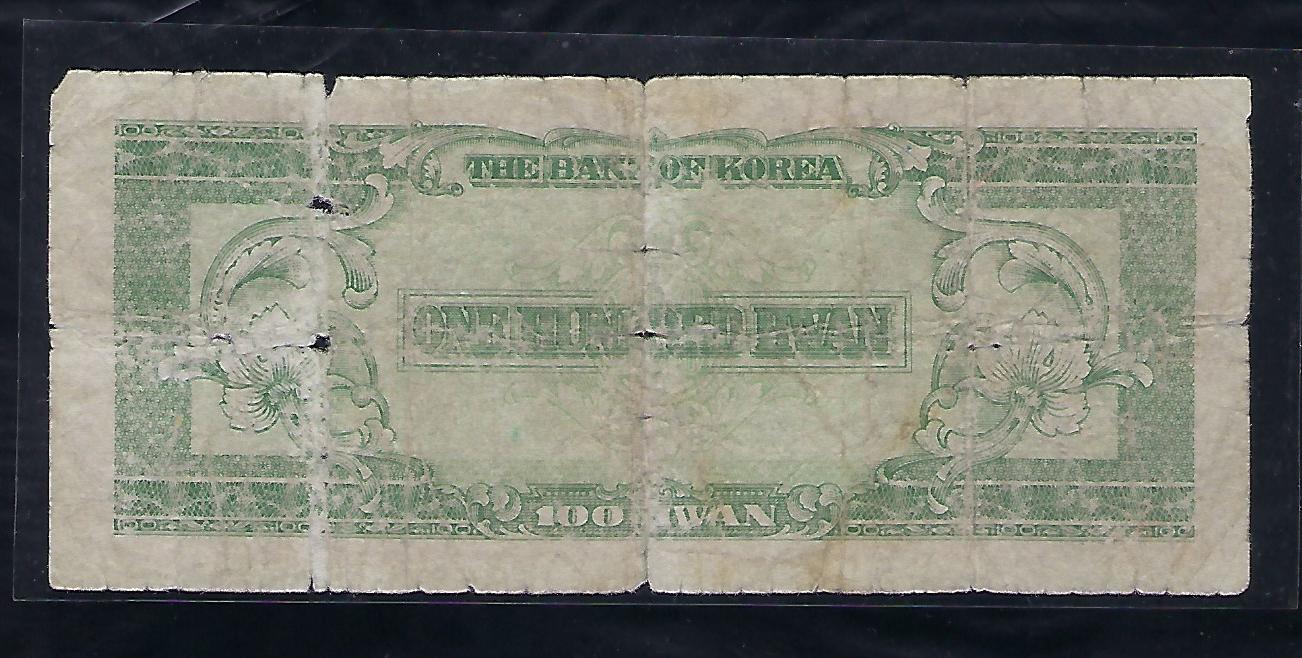 THE BANK OF KOREA
ONE HUNDRED HWAN
100 HWAN